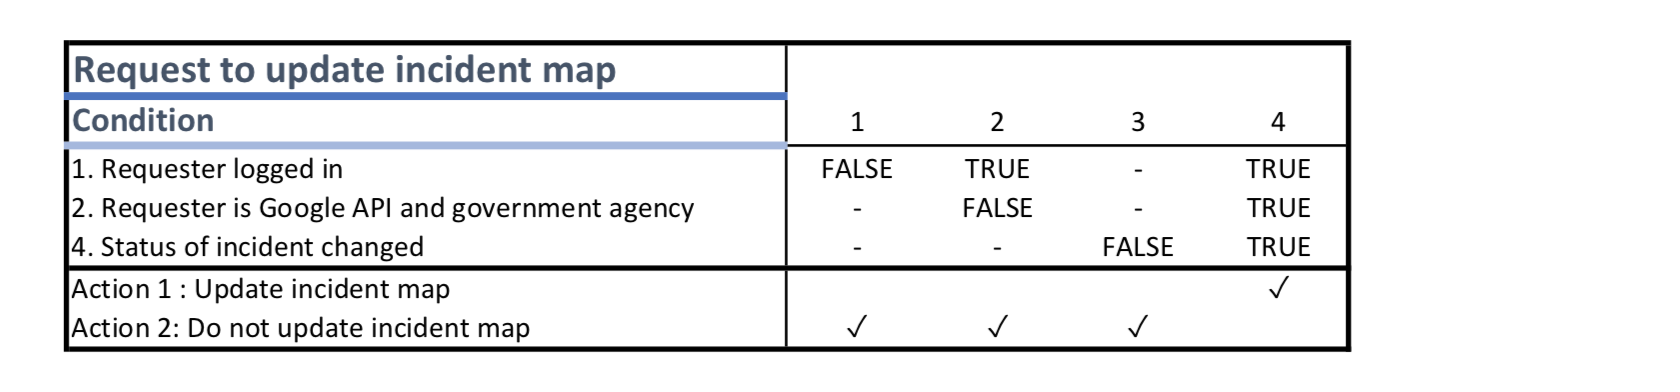 Request to update incident map
Condition 1 2 3 4
1. Requester logged in FALSE TRUE - TRUE
2. Requester is Google API and government agency - FALSE - TRUE
4. Status of incident changed - - FALSE TRUE
Action 1 : Update incident map ✓
Action 2: Do not update incident map ✓ ✓ ✓